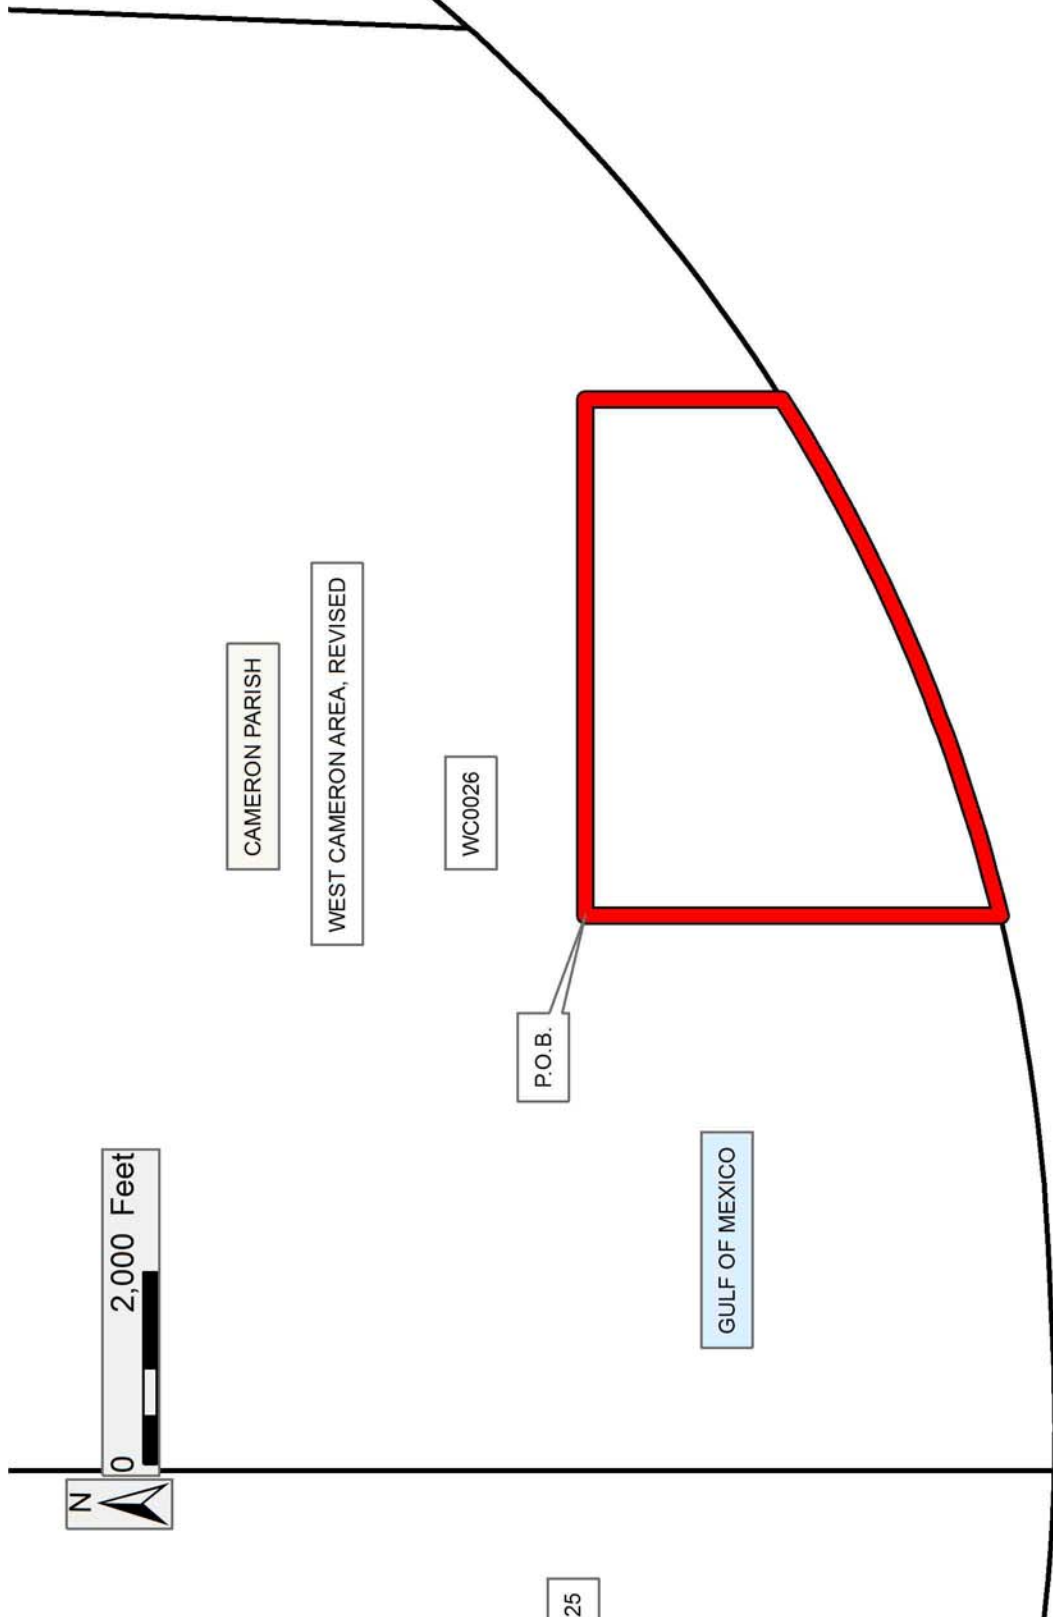 N
0 2,000 Feet
CAMERON PARISH
WEST CAMERON AREA, REVISED
WC0026
P.O.B.
25
GULF OF MEXICO